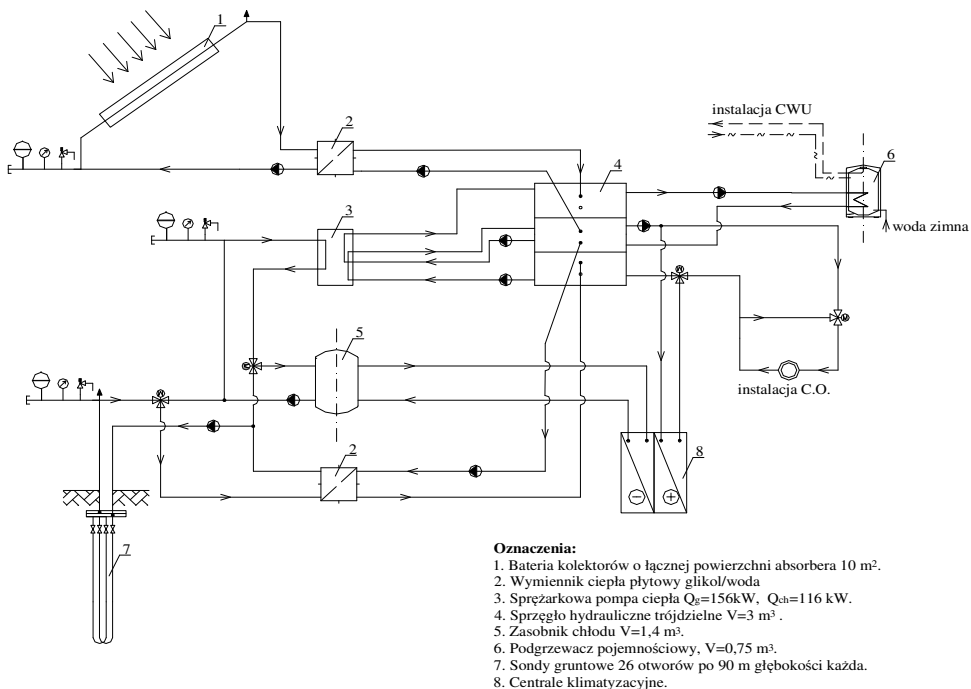 1
2
instalacja CWU
4
6
3
woda zimna
5
instalacja C.O.
2
8
7
Oznaczenia:
1. Bateria kolektorów o łącznej powierzchni absorbera 10 m².
2. Wymiennik ciepła płytowy glikol/woda
3. Sprężarkowa pompa ciepła Qg=156kW, Qch=116 kW.
4. Sprzęgło hydrauliczne trójdzielne V=3 m³ .
5. Zasobnik chłodu V=1,4 m³.
6. Podgrzewacz pojemnościowy, V=0,75 m³.
7. Sondy gruntowe 26 otworów po 90 m głębokości każda.
8. Centrale klimatyzacyjne.